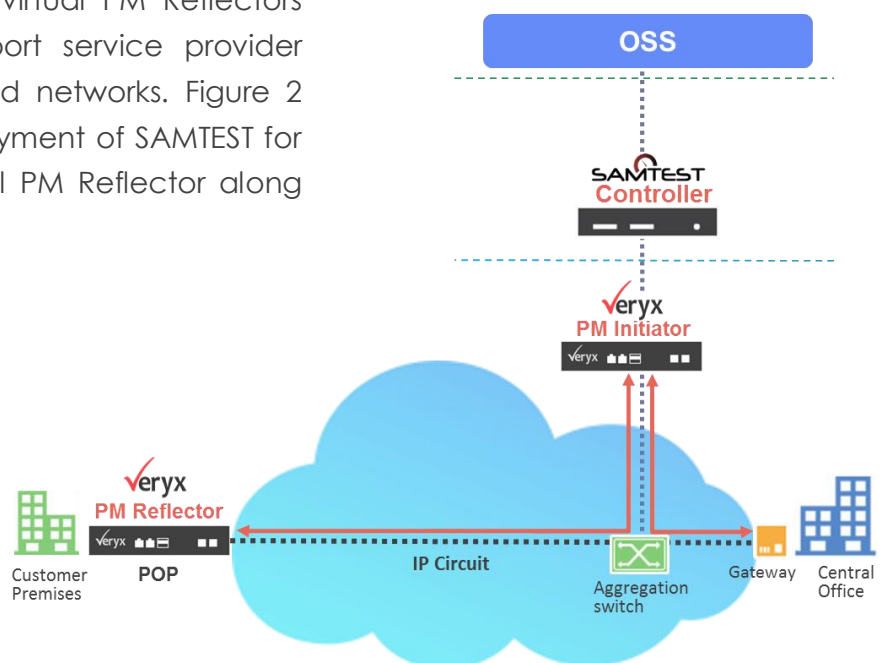 virtual PM Reflectors
port service provider
d networks. Figure 2
yment of SAMTEST for
l PM Reflector along
OSS
SAMTEST
Controller
Veryx
PM Initiator
Veryx
Veryx
PM Reflector
Veryx
Customer
Premises
POP
IP Circuit
Aggregation
switch
Gateway
Central
Office